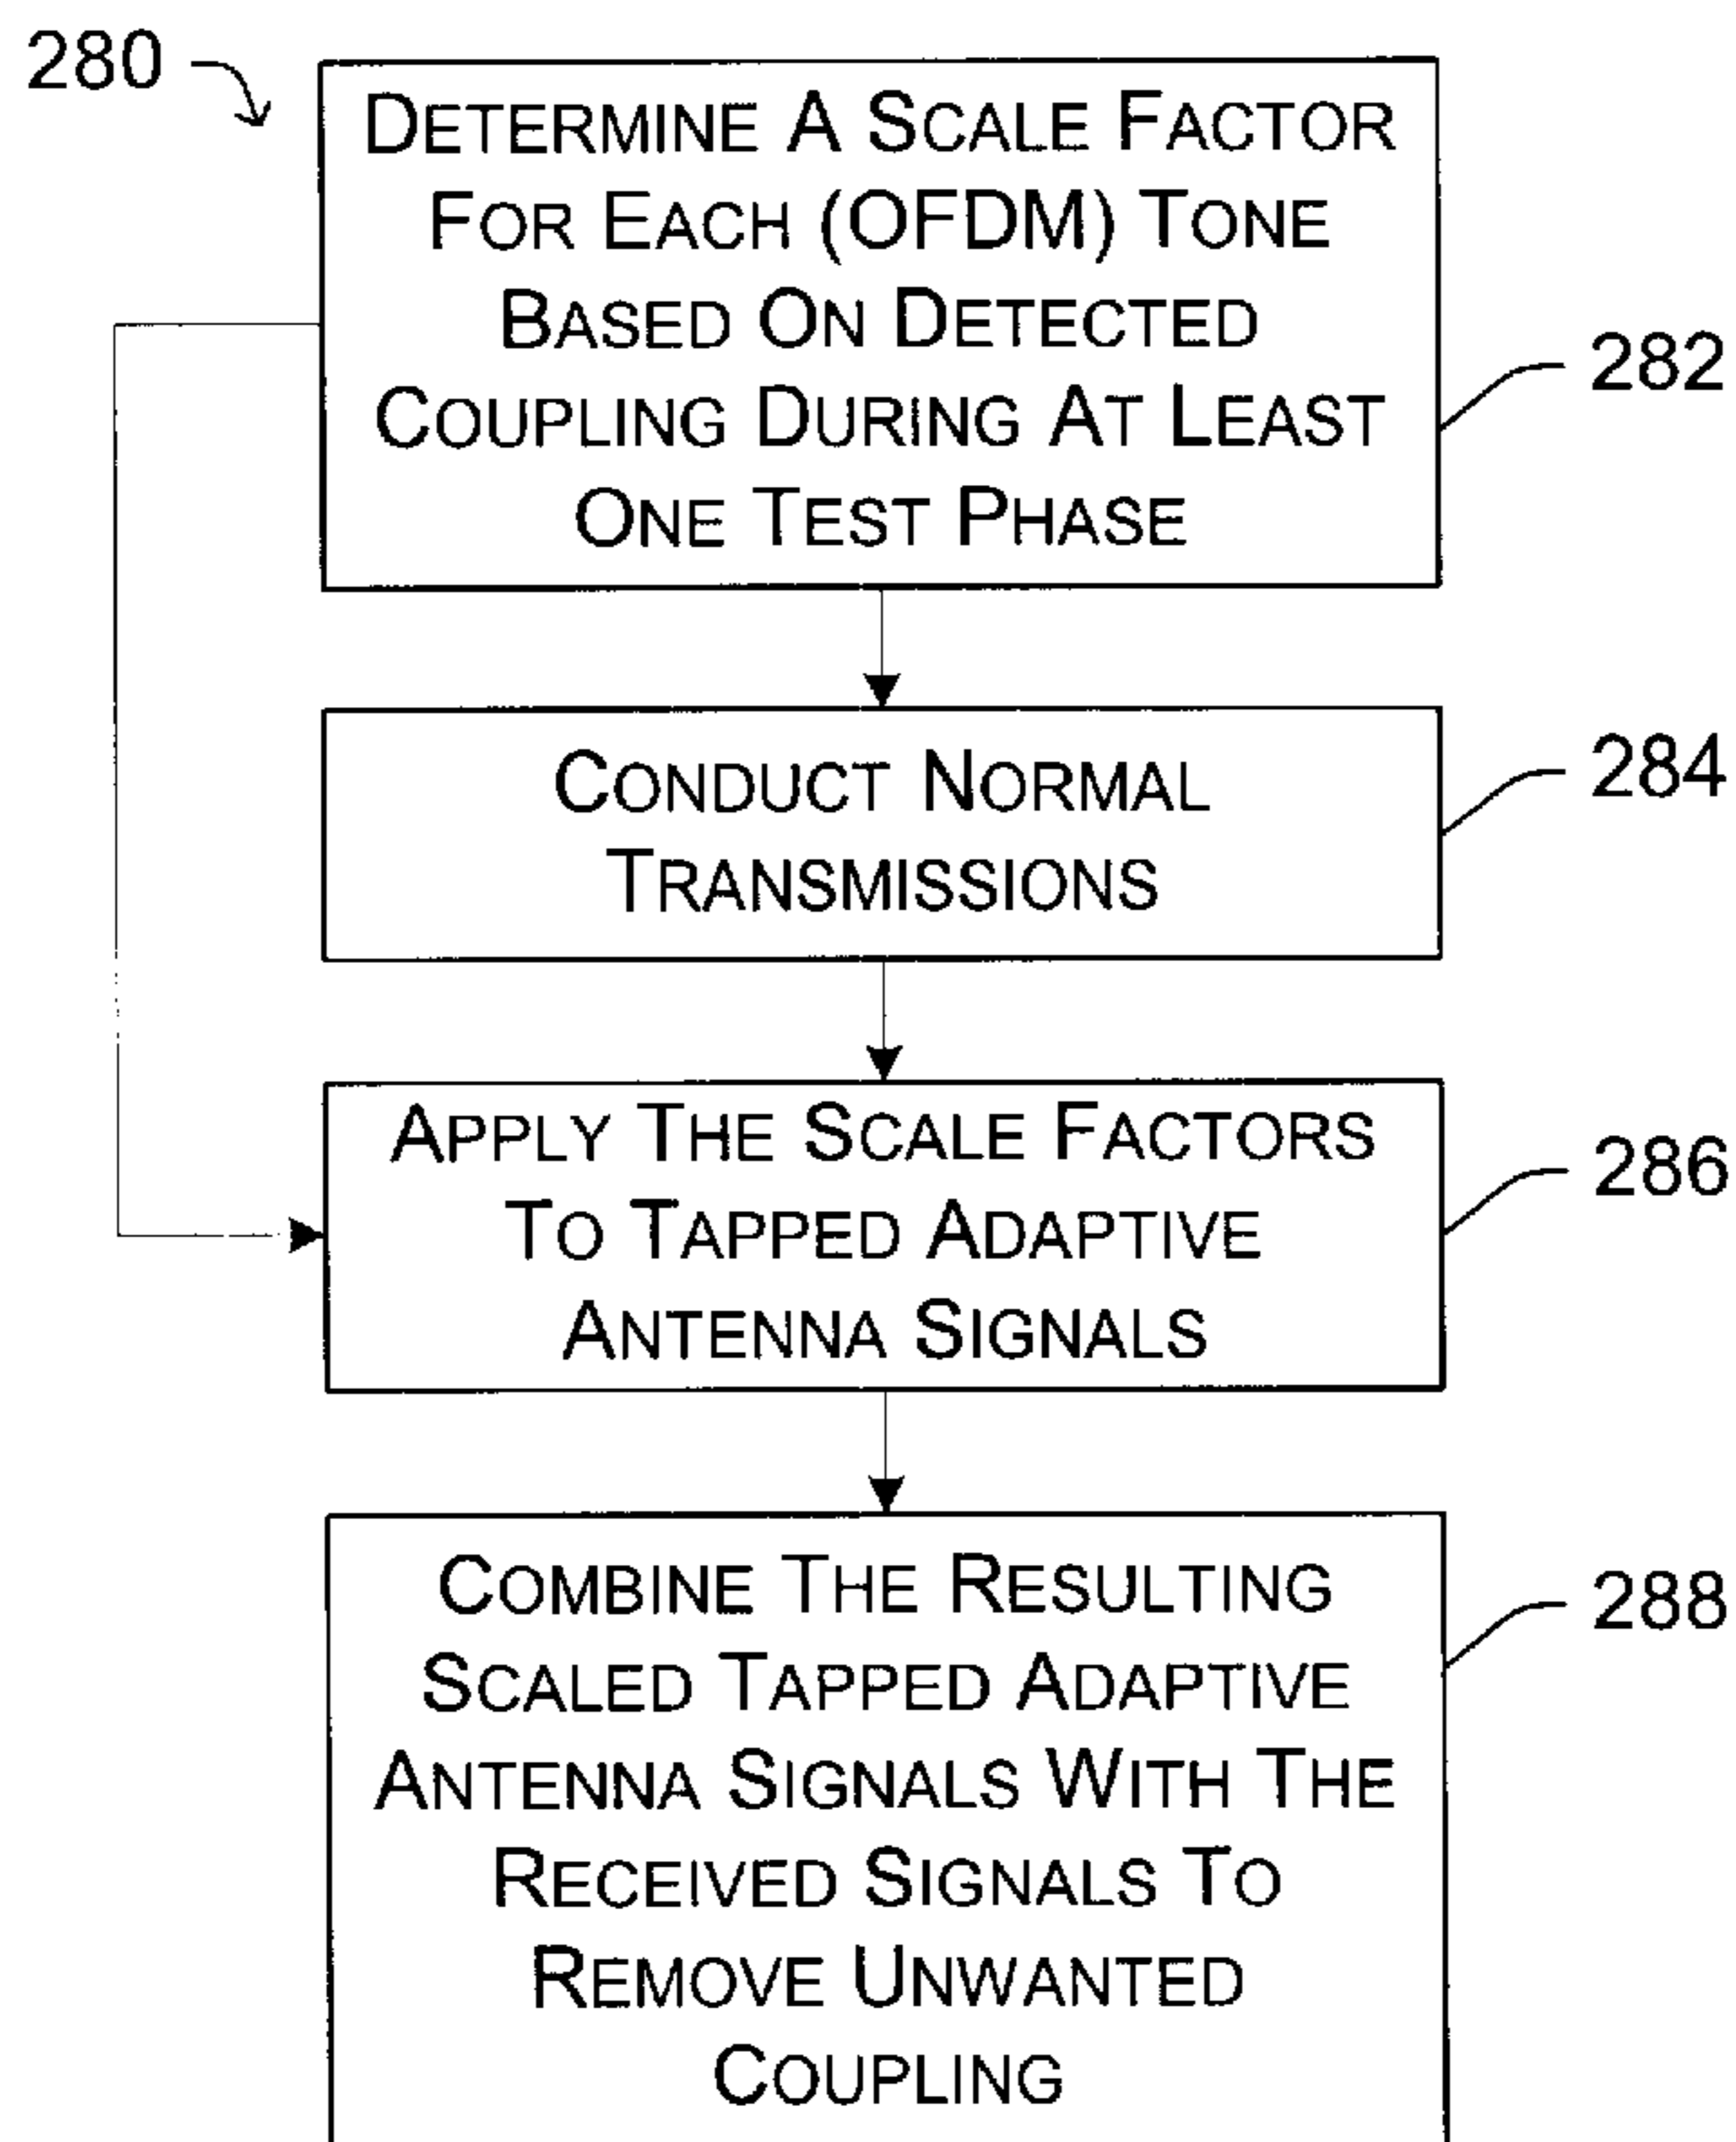 280
DETERMINE A SCALE FACTOR
FOR EACH (OFDM) TONE
BASED ON DETECTED
COUPLING DURING AT LEAST
ONE TEST PHASE
282
CONDUCT NORMAL
TRANSMISSIONS
284
APPLY THE SCALE FACTORS
TO TAPPED ADAPTIVE
ANTENNA SIGNALS
286
COMBINE THE RESULTING
SCALED TAPPED ADAPTIVE
ANTENNA SIGNALS WITH THE
RECEIVED SIGNALS TO
REMOVE UNWANTED
COUPLING
288